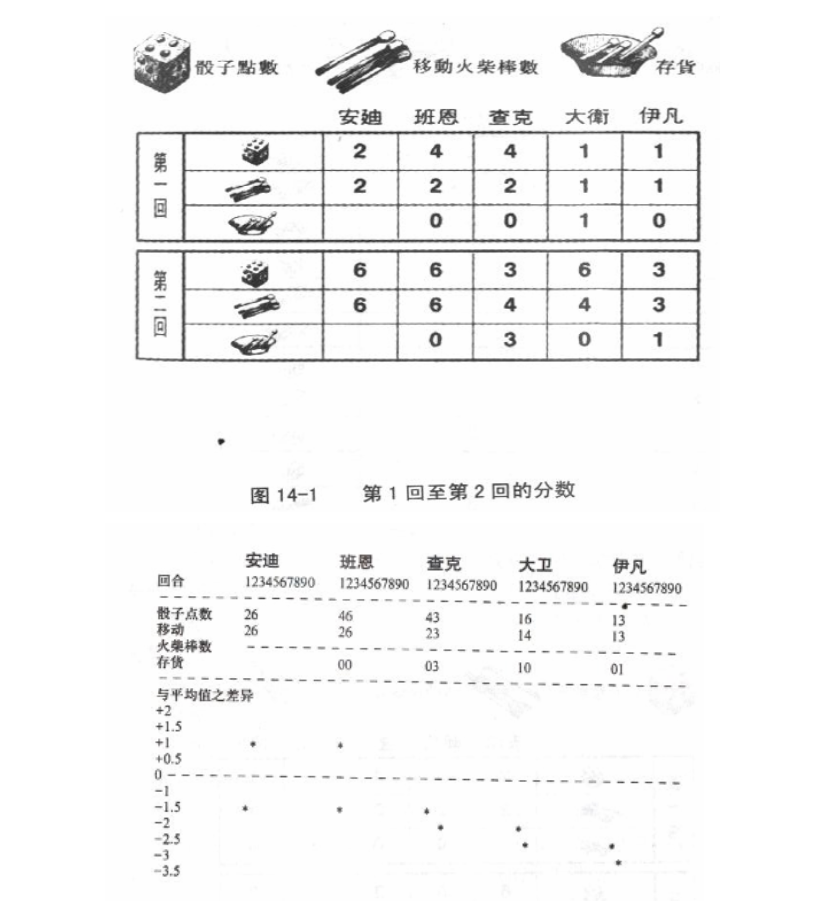 骰子點數 移動火柴棒數 存貨
安廸 班恩 查克 大衛 伊凡
第一回
2 4 4 1 1
2 2 2 1 1
0 0 1 0
第二回
6 6 3 6 3
6 6 4 4 3
0 3 0 1
图 14-1 第 1 回至第 2 回的分数
安迪 班恩 查克 大卫 伊凡
回合 1234567890 1234567890 1234567890 1234567890 1234567890
骰子点数 26 46 43 16 13
移动 26 26 23 14 13
火柴棒数
存货 00 03 10 01
与平均值之差异
+2
+1.5
+1
+0.5
0
-1
-1.5
-2
-2.5
-3
-3.5